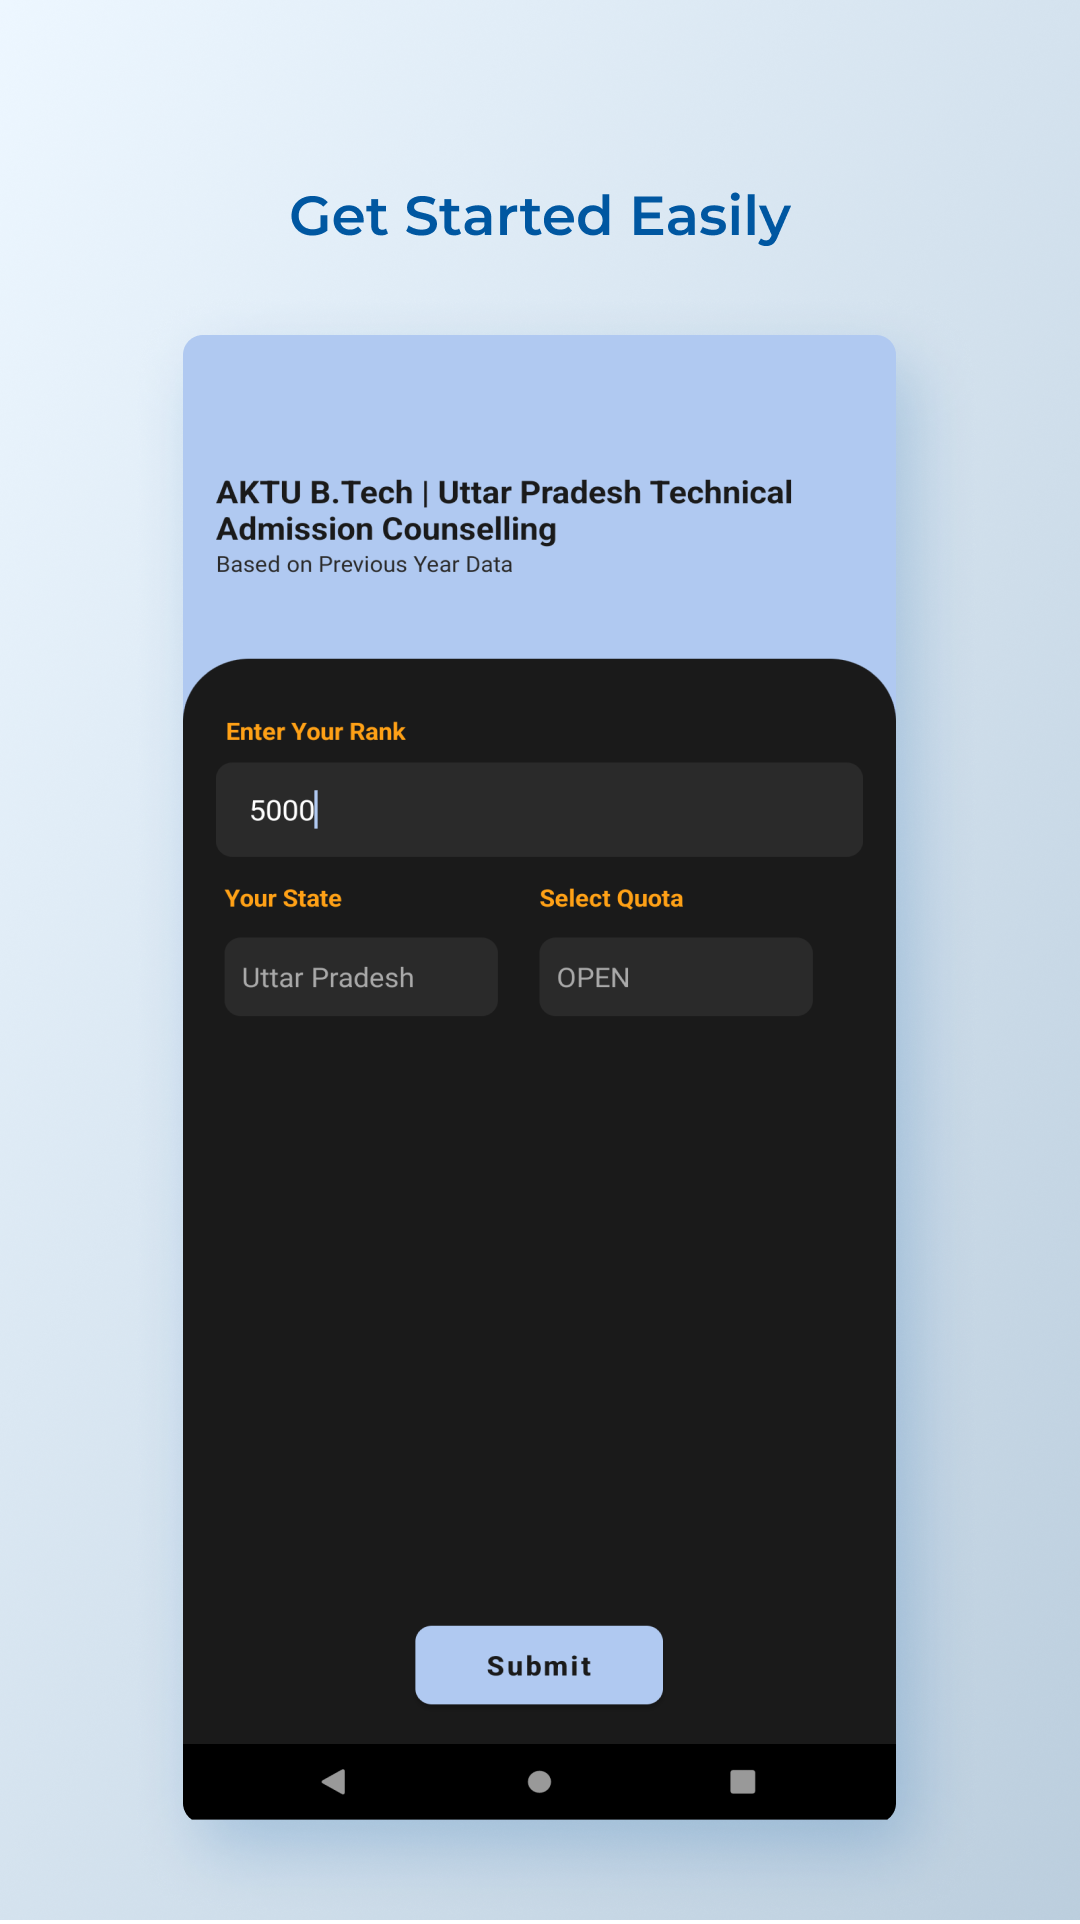 Get Started Easily
AKTU B.Tech | Uttar Pradesh Technical
Admission Counselling
Based on Previous Year Data
Enter Your Rank
5000
Your State
Select Quota
Uttar Pradesh
OPEN
Submit